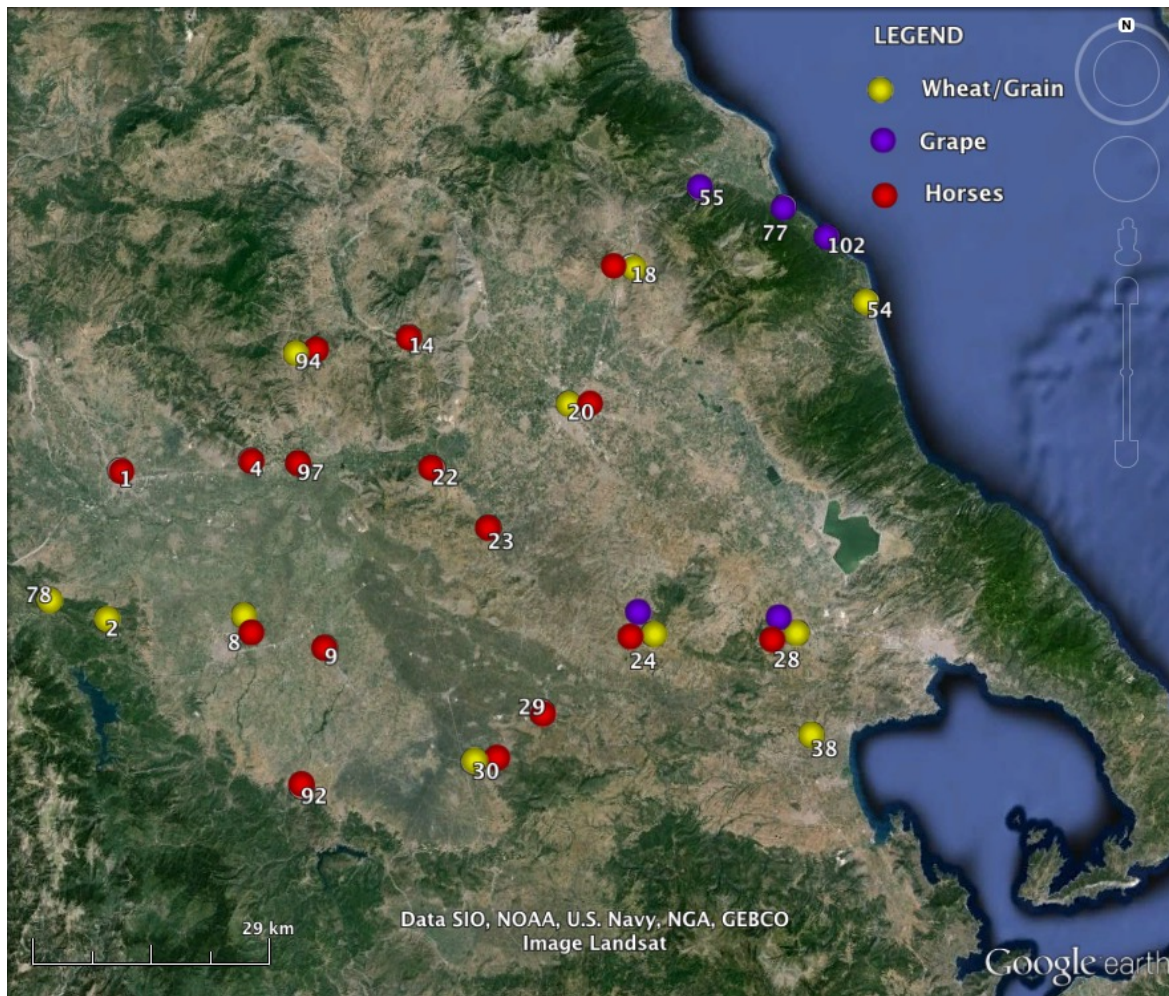 N
LEGEND
Wheat/Grain
Grape
Horses
55
77
102
18
54
14
94
20
4
97
22
1
23
78
2
8
9
24
28
29
38
30
92
29 km
Data SIO, NOAA, U.S. Navy, NGA, GEBCO
Image Landsat
Google earth